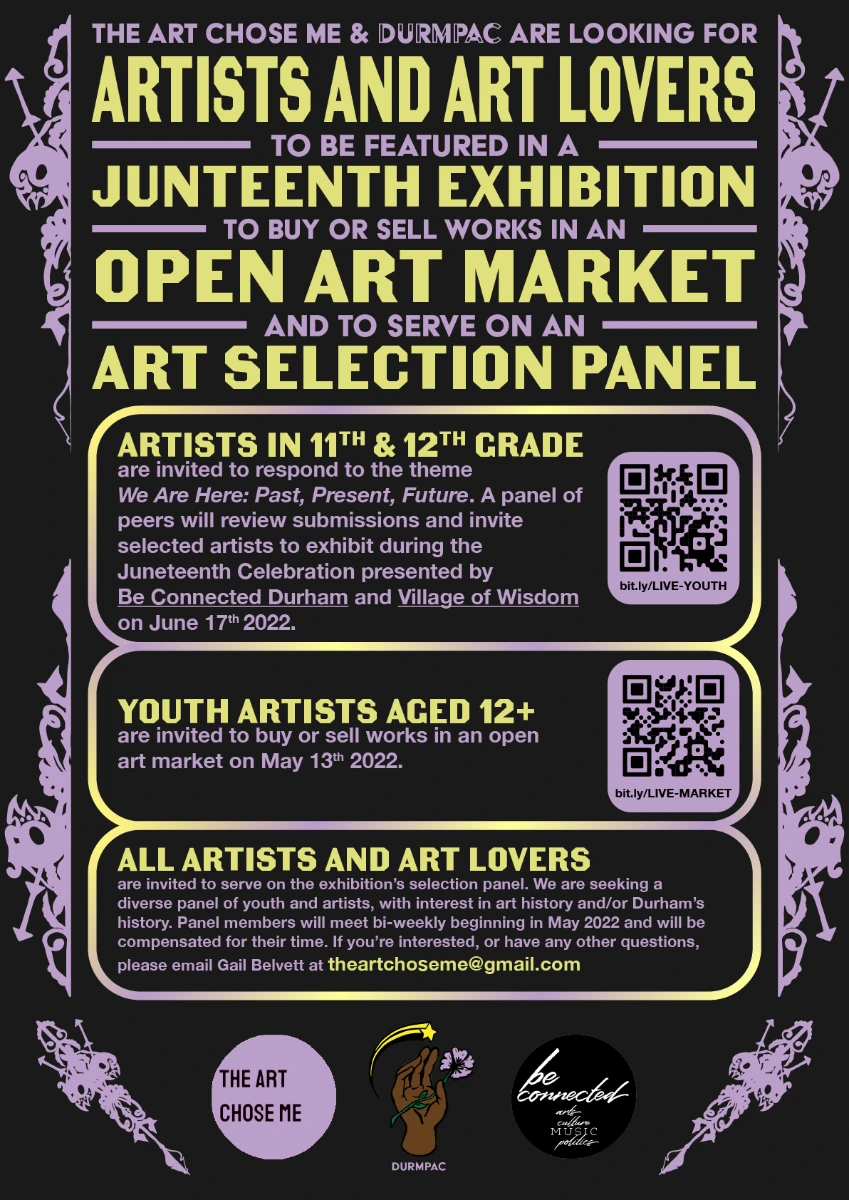 THE ART CHOSE ME & DURMPAC ARE LOOKING FOR
ARTISTS AND ART LOVERS
TO BE FEATURED IN A
JUNTEENTH EXHIBITION
TO BUY OR SELL WORKS IN AN
OPEN ART MARKET
AND TO SERVE ON AN
ART SELECTION PANEL
ARTISTS IN 11TH & 12TH GRADE
are invited to respond to the theme
We Are Here: Past, Present, Future. A panel of
peers will review submissions and invite
selected artists to exhibit during the
Juneteenth Celebration presented by
Be Connected Durham and Village of Wisdom
on June 17th 2022.
bit.ly/LIVE-YOUTH
YOUTH ARTISTS AGED 12+
are invited to buy or sell works in an open
art market on May 13th 2022.
bit.ly/LIVE-MARKET
ALL ARTISTS AND ART LOVERS
are invited to serve on the exhibition's selection panel. We are seeking a
diverse panel of youth and artists, with interest in art history and/or Durham's
history. Panel members will meet bi-weekly beginning in May 2022 and will be
compensated for their time. If you're interested, or have any other questions,
please email Gail Belvett at theartchoseme@gmail.com
THE ART
CHOSE ME
DURMPAC
be
connected
arts
culture
MUSIC
politics